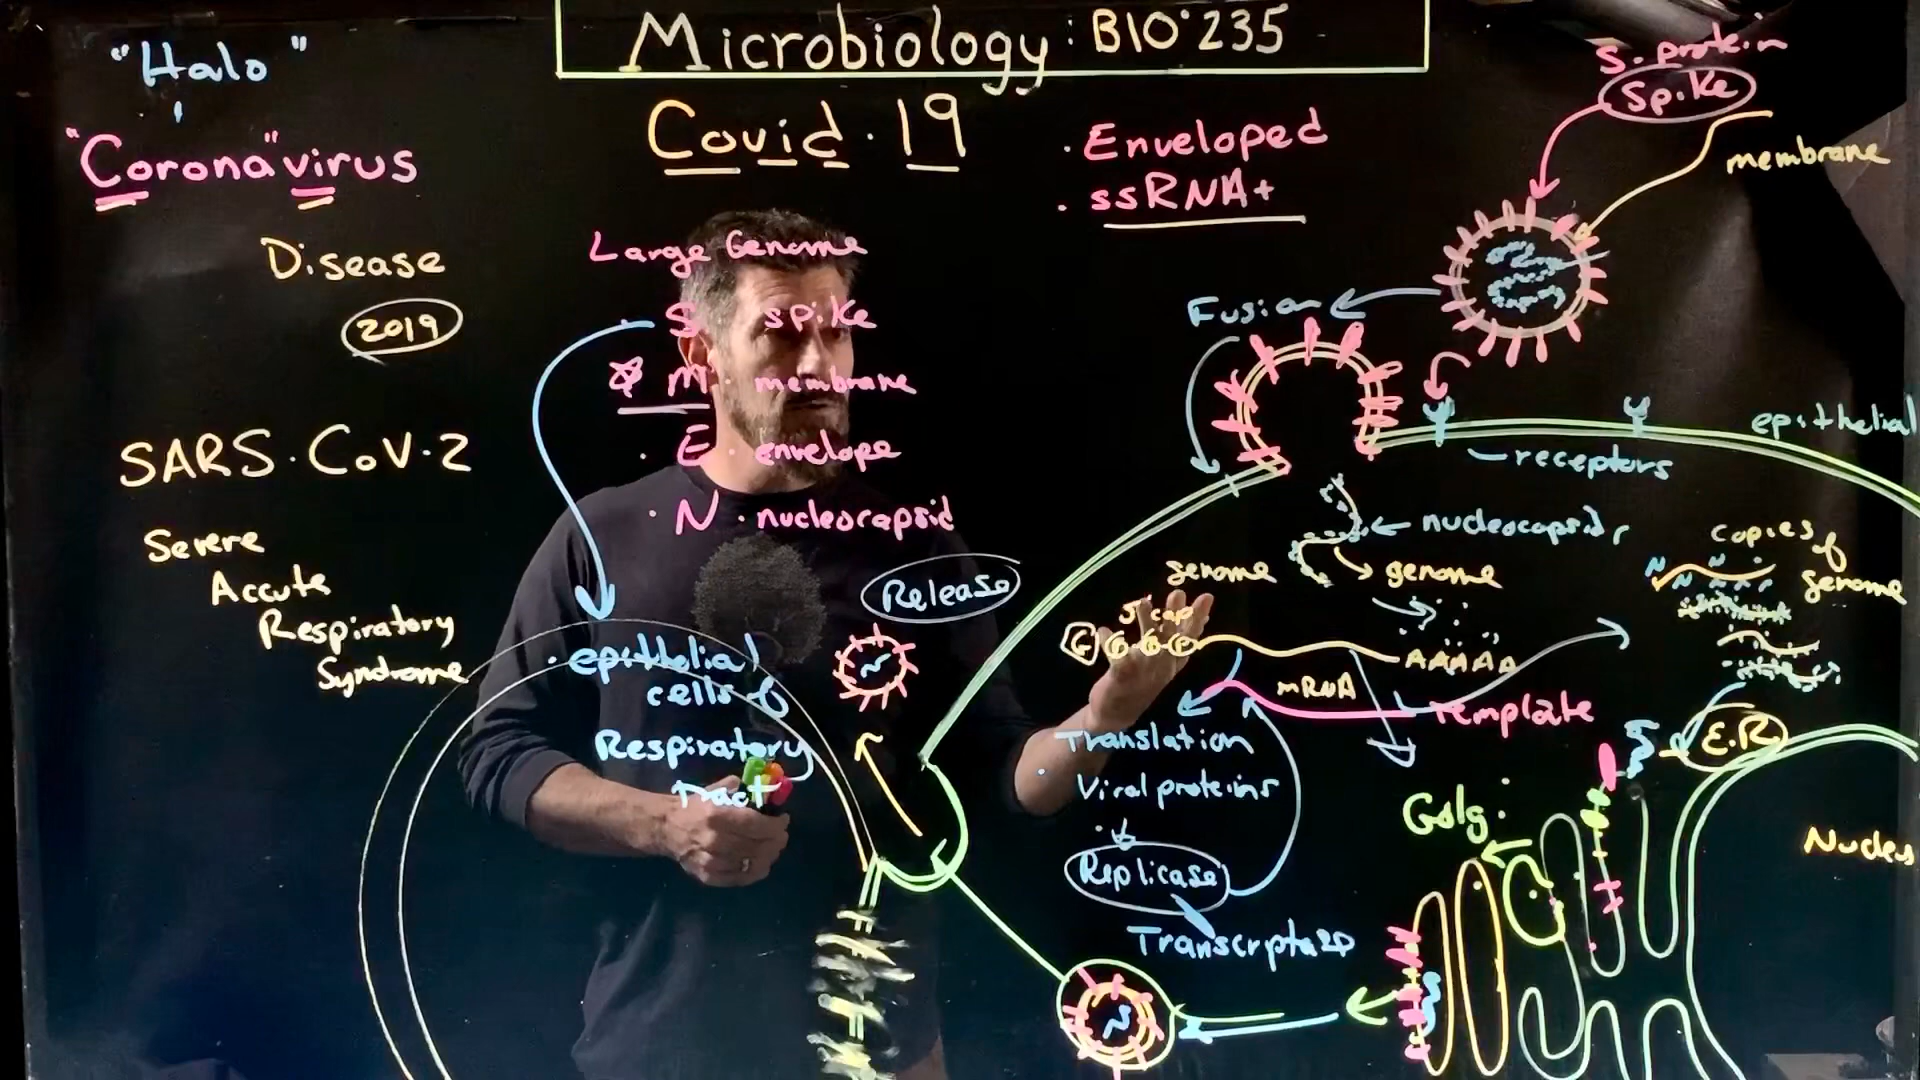 Microbiology: BIO 235
"Halo"
"Corona"virus
Disease
2019
SARS·CoV·2
Severe
Accute
Respiratory
Syndrome
Covid·19
· Enveloped
· ssRNA+
Large Genome
S · spike
M · membrane
· E · envelope
· N · nucleocapsid
· epithelial
cells of
Respiratory
tract
Release
S. protein
Spike
membrane
Fusion
epithelial
receptors
nucleocapsid
genome
genome
5' cap
G
AAAAA
mRNA
Template
copies of
genome
N N N
Translation
· Viral proteins
Replicase
Transcriptase
E.R
Golgi
Nucleus